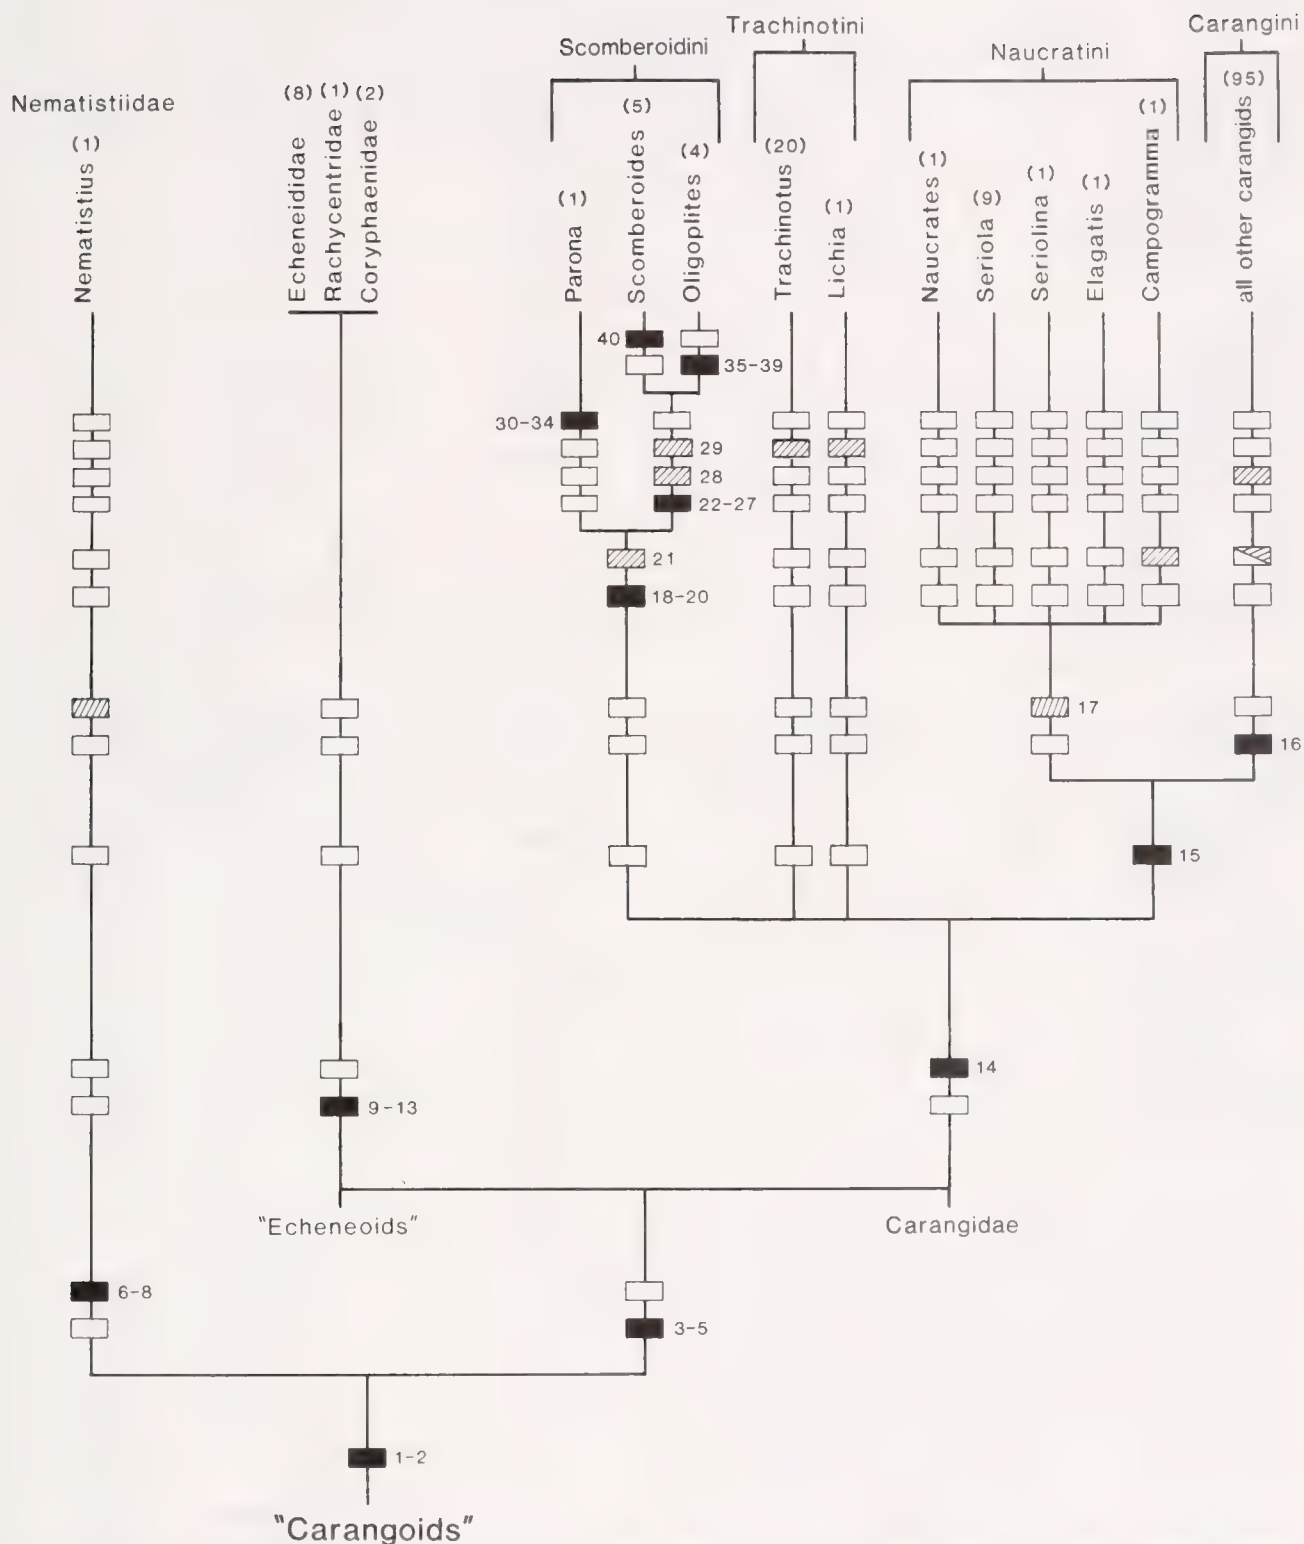 Trachinotini
Carangini
Scomberoidini
Naucratini
Nematistiidae
(1)
Nematistius
(8) (1) (2)
Echeneididae
Rachycentridae
Coryphaenidae
(1)
Parona
(5)
Scomberoides
(4)
Oligoplites
(20)
Trachinotus
(1)
Lichia
(1)
Naucrates
(9)
Seriola
(1)
Seriolina
(1)
Elagatis
(1)
Campogramma
(95)
all other carangids
40
35-39
30-34
29
28
22-27
21
18-20
17
16
15
14
9-13
"Echeneoids"
Carangidae
6-8
3-5
1-2
"Carangoids"